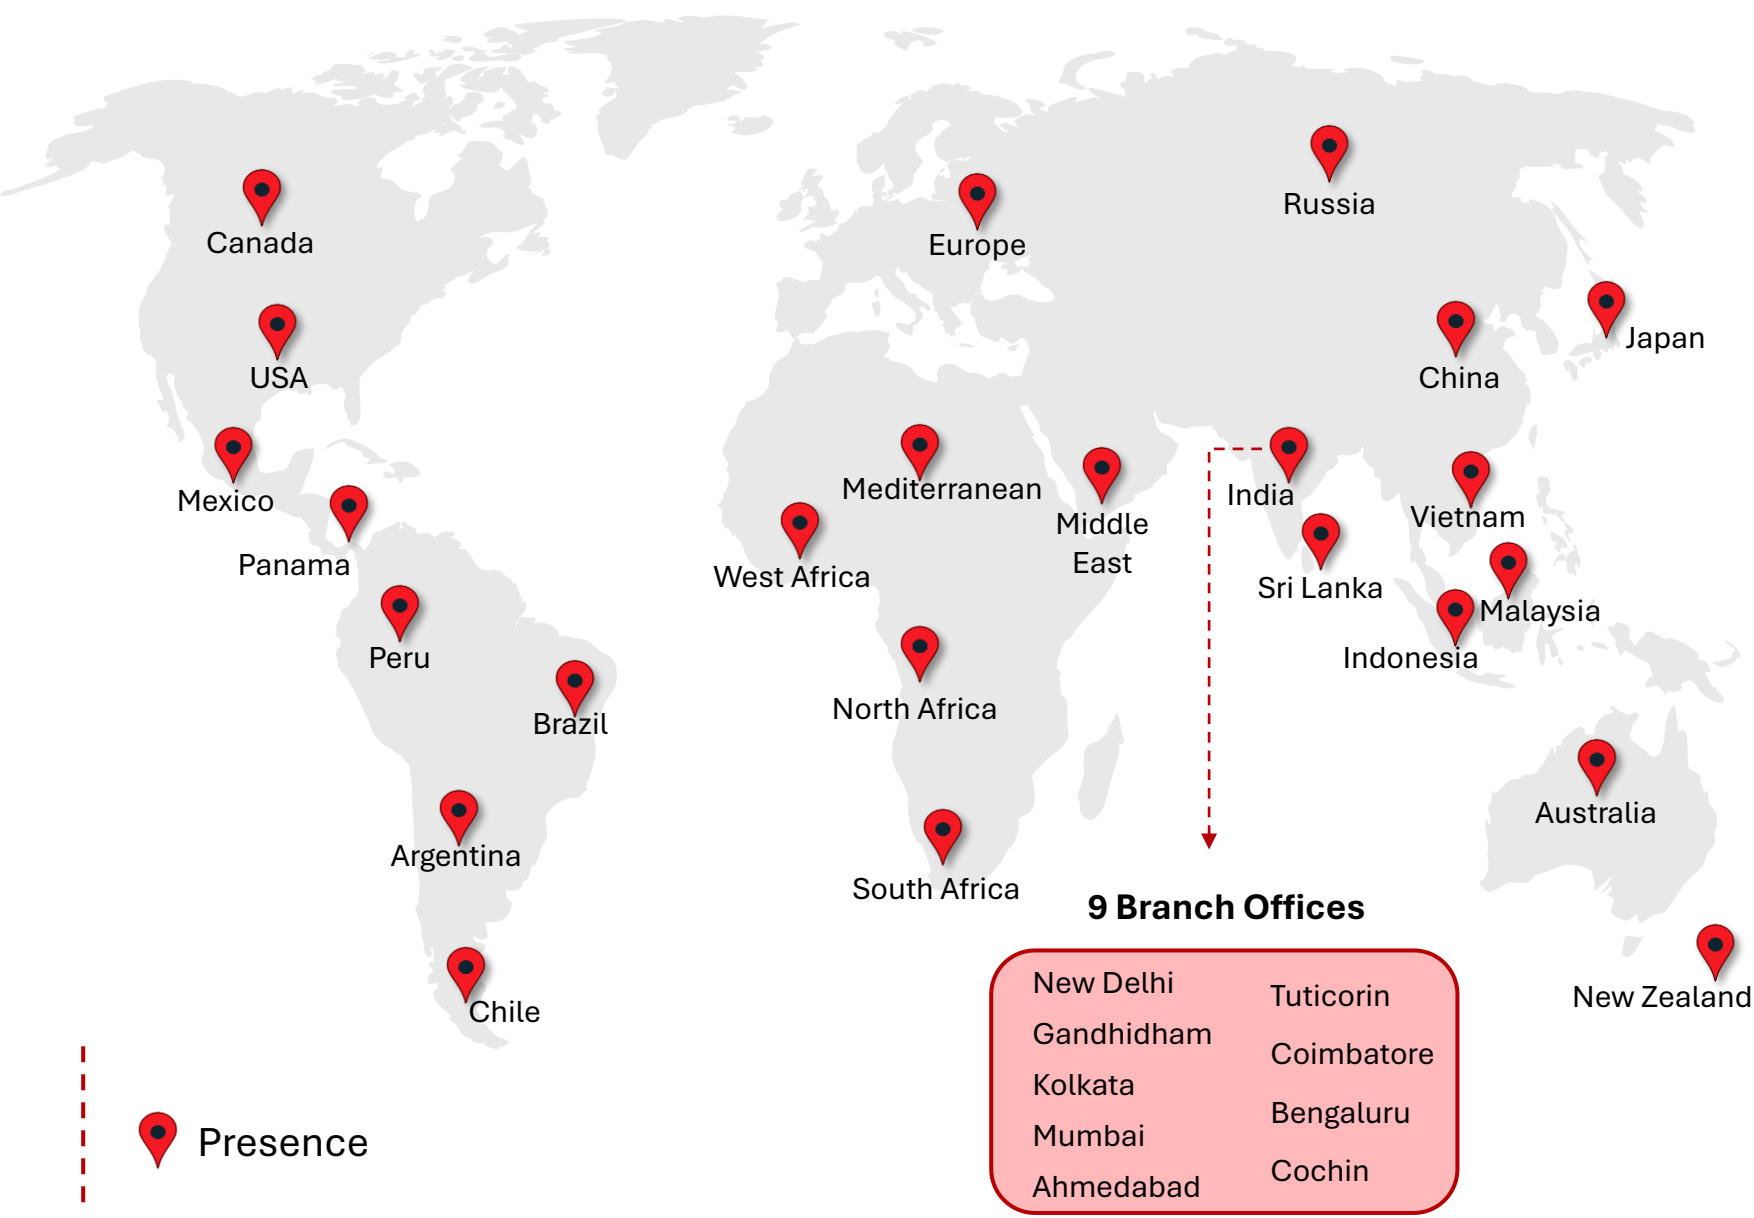 Russia
Canada
Europe
Japan
USA
China
Mediterranean
India
Mexico
Vietnam
Middle
East
Panama
West Africa
Sri Lanka
Malaysia
Peru
Indonesia
North Africa
Brazil
Australia
Argentina
South Africa
9 Branch Offices
New Zealand
Chile
New Delhi
Gandhidham
Kolkata
Mumbai
Ahmedabad
Tuticorin
Coimbatore
Bengaluru
Cochin
Presence